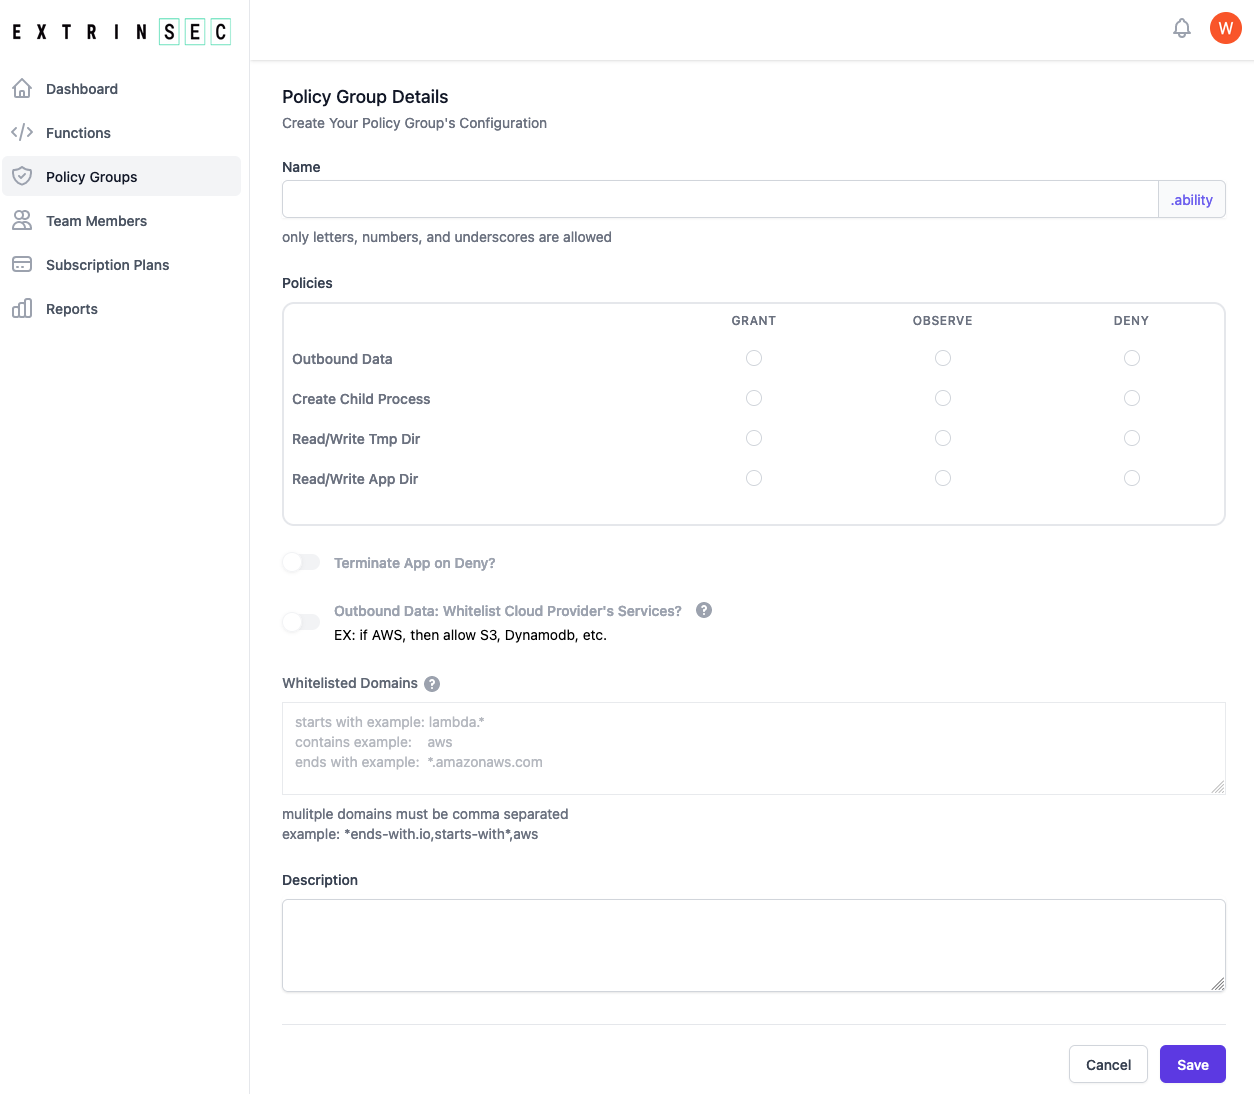 EXTRINSEC
W
Dashboard
Functions
Policy Groups
Team Members
Subscription Plans
Reports
Policy Group Details
Create Your Policy Group's Configuration
Name
.ability
only letters, numbers, and underscores are allowed
Policies
GRANT OBSERVE DENY
Outbound Data
Create Child Process
Read/Write Tmp Dir
Read/Write App Dir
Terminate App on Deny?
Outbound Data: Whitelist Cloud Provider's Services? ?
EX: if AWS, then allow S3, Dynamodb, etc.
Whitelisted Domains ?
starts with example: lambda.*
contains example: aws
ends with example: *.amazonaws.com
mulitple domains must be comma separated
example: *ends-with.io,starts-with*,aws
Description
Cancel Save